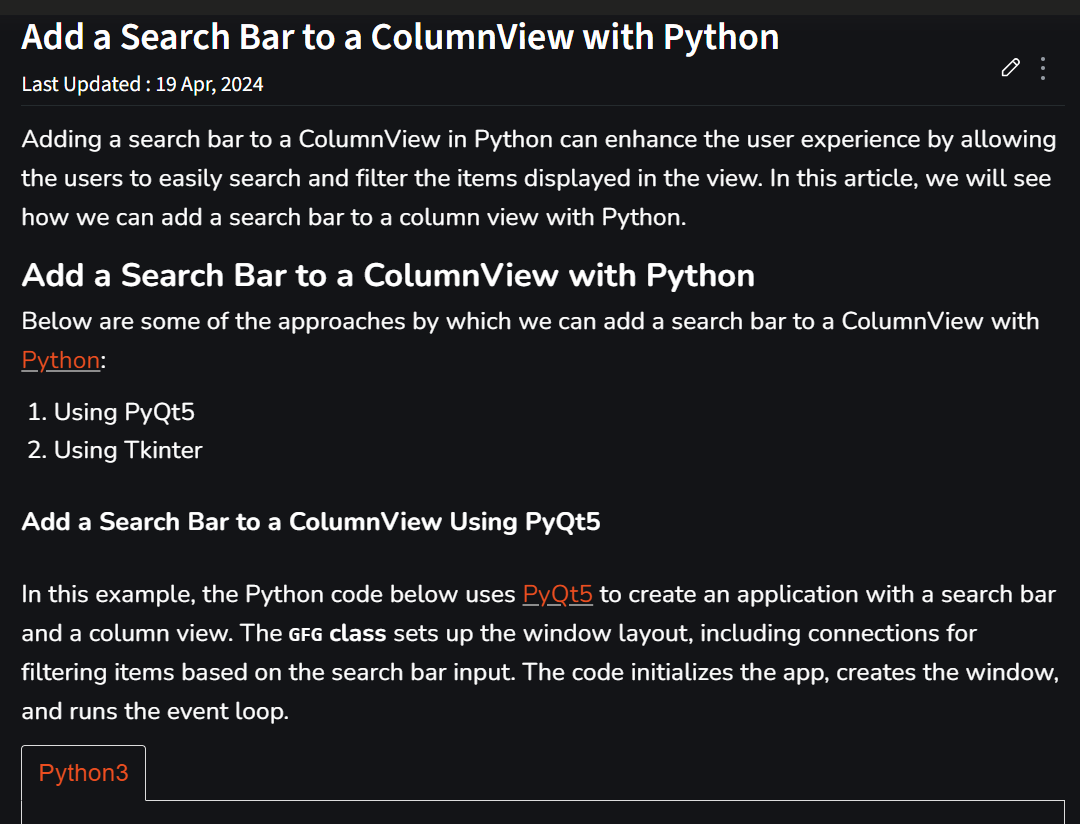 Add a Search Bar to a ColumnView with Python
Last Updated : 19 Apr, 2024
Adding a search bar to a ColumnView in Python can enhance the user experience by allowing
the users to easily search and filter the items displayed in the view. In this article, we will see
how we can add a search bar to a column view with Python.
Add a Search Bar to a ColumnView with Python
Below are some of the approaches by which we can add a search bar to a ColumnView with
Python:
1. Using PyQt5
2. Using Tkinter
Add a Search Bar to a ColumnView Using PyQt5
In this example, the Python code below uses PyQt5 to create an application with a search bar
and a column view. The GFG class sets up the window layout, including connections for
filtering items based on the search bar input. The code initializes the app, creates the window,
and runs the event loop.
Python3